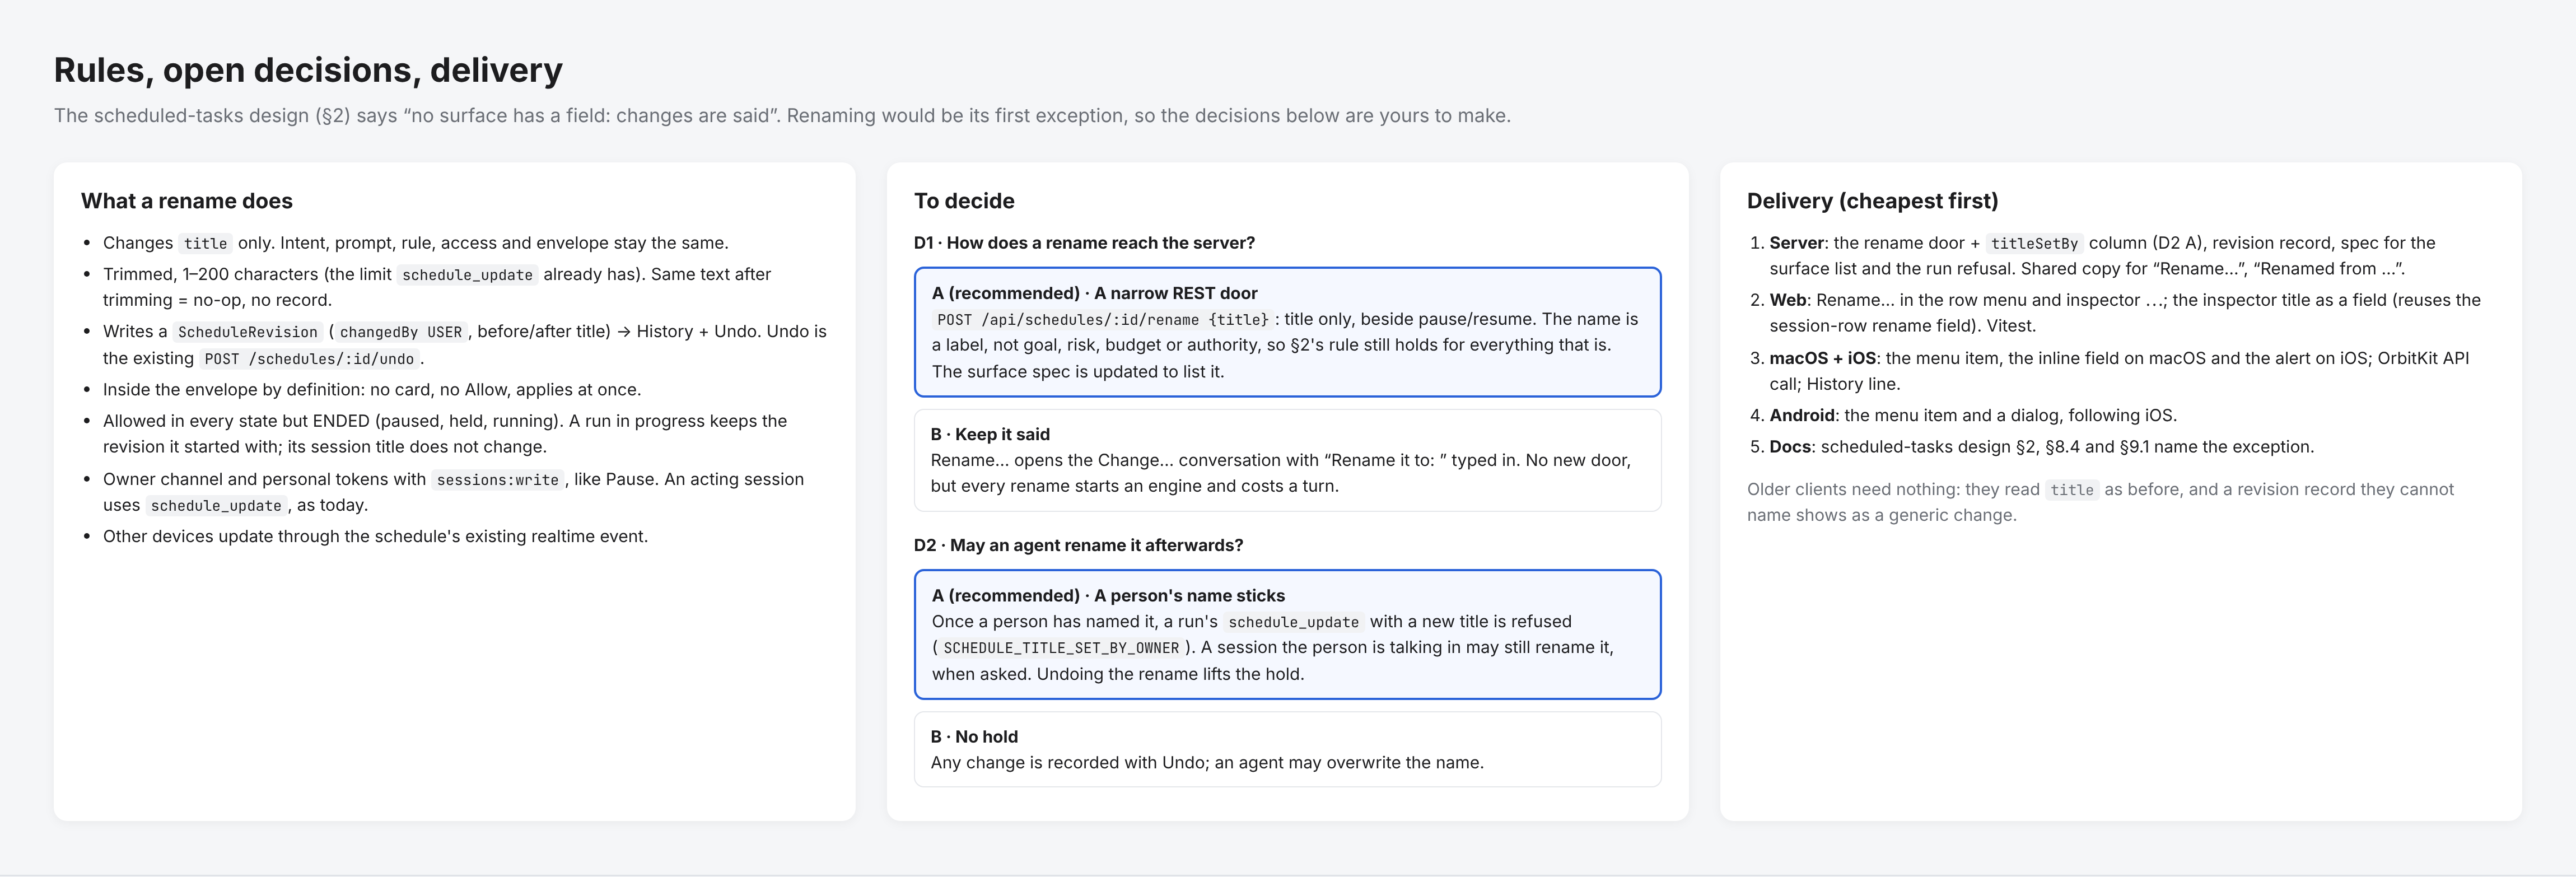 Rules, open decisions, delivery
The scheduled-tasks design (§2) says “no surface has a field: changes are said”. Renaming would be its first exception, so the decisions below are yours to make.
What a rename does
• Changes title only. Intent, prompt, rule, access and envelope stay the same.
• Trimmed, 1–200 characters (the limit schedule_update already has). Same text after
trimming = no-op, no record.
• Writes a ScheduleRevision ( changedBy USER, before/after title) → History + Undo. Undo is
the existing POST /schedules/:id/undo.
• Inside the envelope by definition: no card, no Allow, applies at once.
• Allowed in every state but ENDED (paused, held, running). A run in progress keeps the
revision it started with; its session title does not change.
• Owner channel and personal tokens with sessions:write, like Pause. An acting session
uses schedule_update, as today.
• Other devices update through the schedule's existing realtime event.
To decide
D1 · How does a rename reach the server?
A (recommended) · A narrow REST door
POST /api/schedules/:id/rename {title} : title only, beside pause/resume. The name is
a label, not goal, risk, budget or authority, so §2's rule still holds for everything that is.
The surface spec is updated to list it.
B · Keep it said
Rename… opens the Change… conversation with “Rename it to: ” typed in. No new door,
but every rename starts an engine and costs a turn.
D2 · May an agent rename it afterwards?
A (recommended) · A person's name sticks
Once a person has named it, a run's schedule_update with a new title is refused
( SCHEDULE_TITLE_SET_BY_OWNER ). A session the person is talking in may still rename it,
when asked. Undoing the rename lifts the hold.
B · No hold
Any change is recorded with Undo; an agent may overwrite the name.
Delivery (cheapest first)
1. Server: the rename door + titleSetBy column (D2 A), revision record, spec for the
surface list and the run refusal. Shared copy for “Rename…”, “Renamed from …”.
2. Web: Rename… in the row menu and inspector …; the inspector title as a field (reuses the
session-row rename field). Vitest.
3. macOS + iOS: the menu item, the inline field on macOS and the alert on iOS; OrbitKit API
call; History line.
4. Android: the menu item and a dialog, following iOS.
5. Docs: scheduled-tasks design §2, §8.4 and §9.1 name the exception.
Older clients need nothing: they read title as before, and a revision record they cannot
name shows as a generic change.